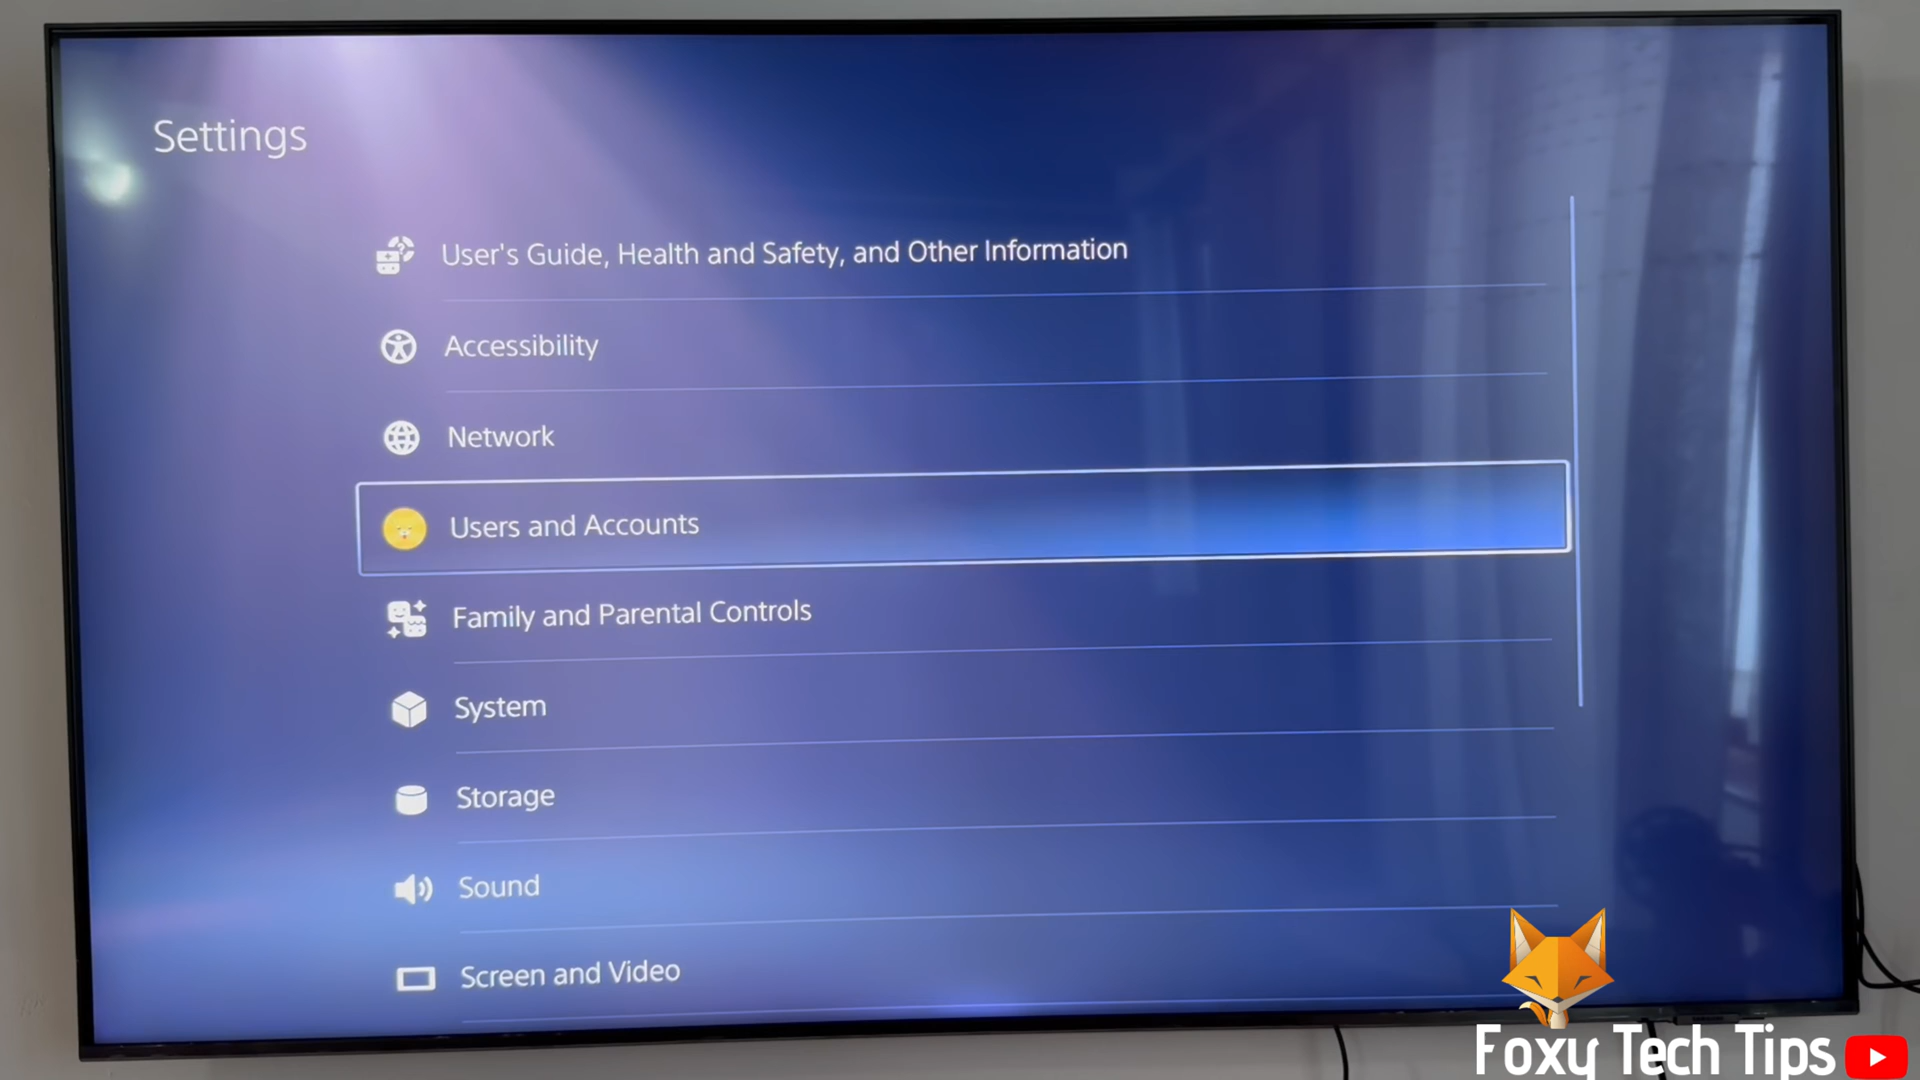 Settings
User's Guide, Health and Safety, and Other Information
Accessibility
Network
Users and Accounts
Family and Parental Controls
System
Storage
Sound
Screen and Video
Foxy Tech Tips